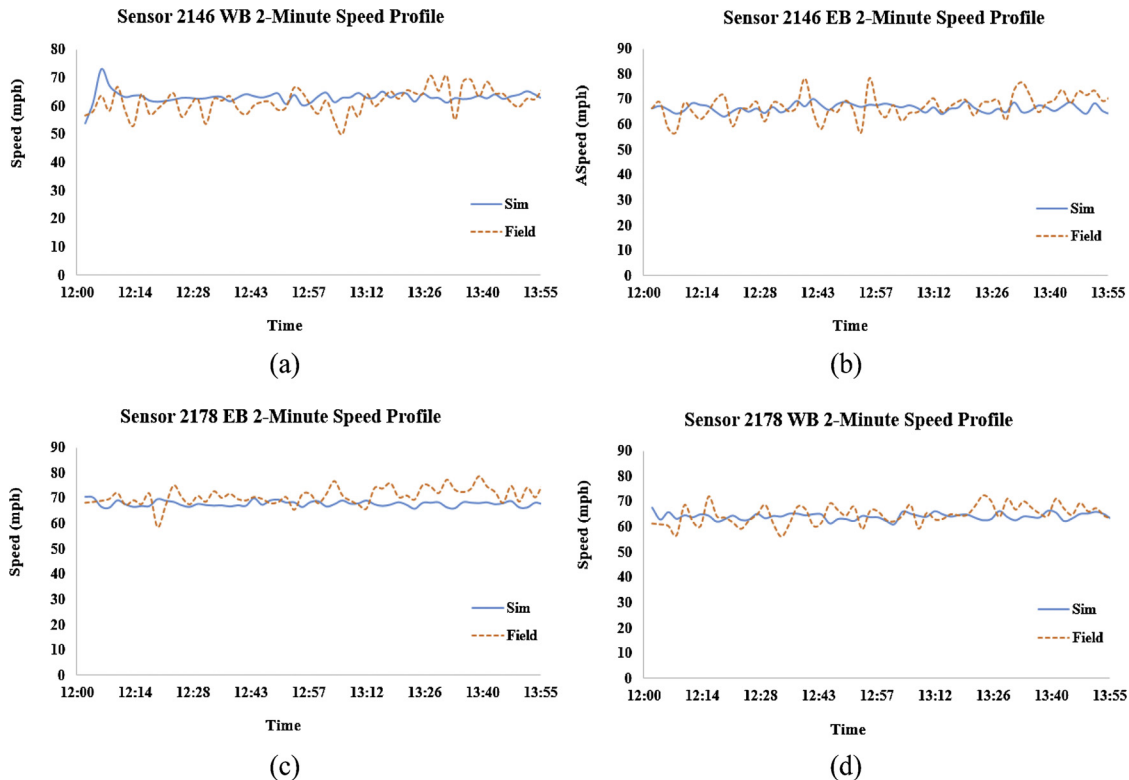 Sensor 2146 WB 2-Minute Speed Profile
80
70
60
50
40
30
20
10
0
Speed (mph)
Sim
Field
12:00 12:14 12:28 12:43 12:57 13:12 13:26 13:40 13:55
Time
(a)
Sensor 2146 EB 2-Minute Speed Profile
90
80
70
60
50
40
30
20
10
0
ASpeed (mph)
Sim
Field
12:00 12:14 12:28 12:43 12:57 13:12 13:26 13:40 13:55
Time
(b)
Sensor 2178 EB 2-Minute Speed Profile
90
80
70
60
50
40
30
20
10
0
Speed (mph)
Sim
Field
12:00 12:14 12:28 12:43 12:57 13:12 13:26 13:40 13:55
Time
(c)
Sensor 2178 WB 2-Minute Speed Profile
90
80
70
60
50
40
30
20
10
0
Speed (mph)
Sim
Field
12:00 12:14 12:28 12:43 12:57 13:12 13:26 13:40 13:55
Time
(d)